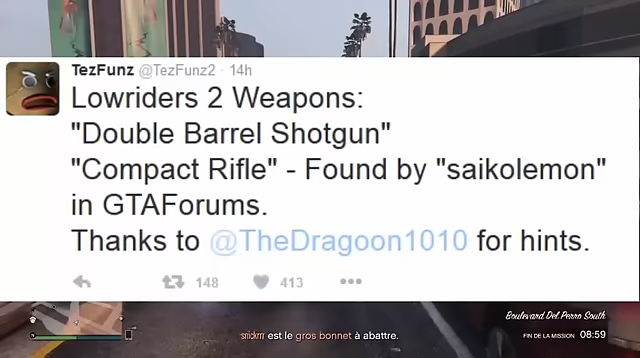 TezFunz @TezFunz2 · 14h
Lowriders 2 Weapons:
"Double Barrel Shotgun"
"Compact Rifle" - Found by "saikolemon"
in GTAForums.
Thanks to @TheDragoon1010 for hints.
148 413
Boulevard Del Perro South
FIN DE LA MISSION 08:59
snickrrr est le gros bonnet à abattre.